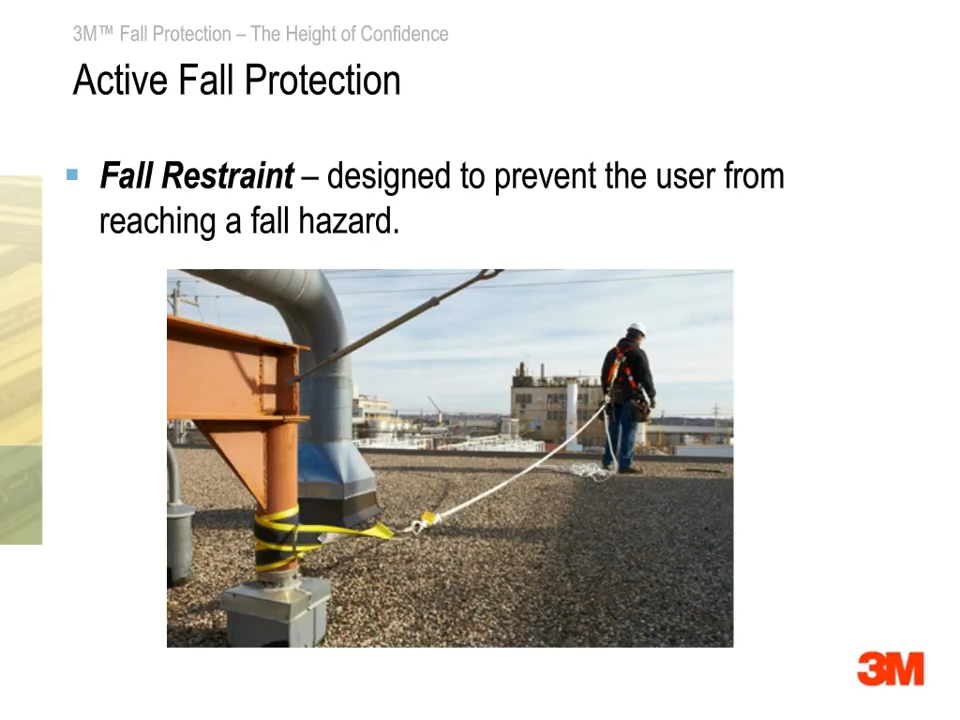 3M™ Fall Protection – The Height of Confidence
Active Fall Protection
Fall Restraint – designed to prevent the user from
reaching a fall hazard.
3M